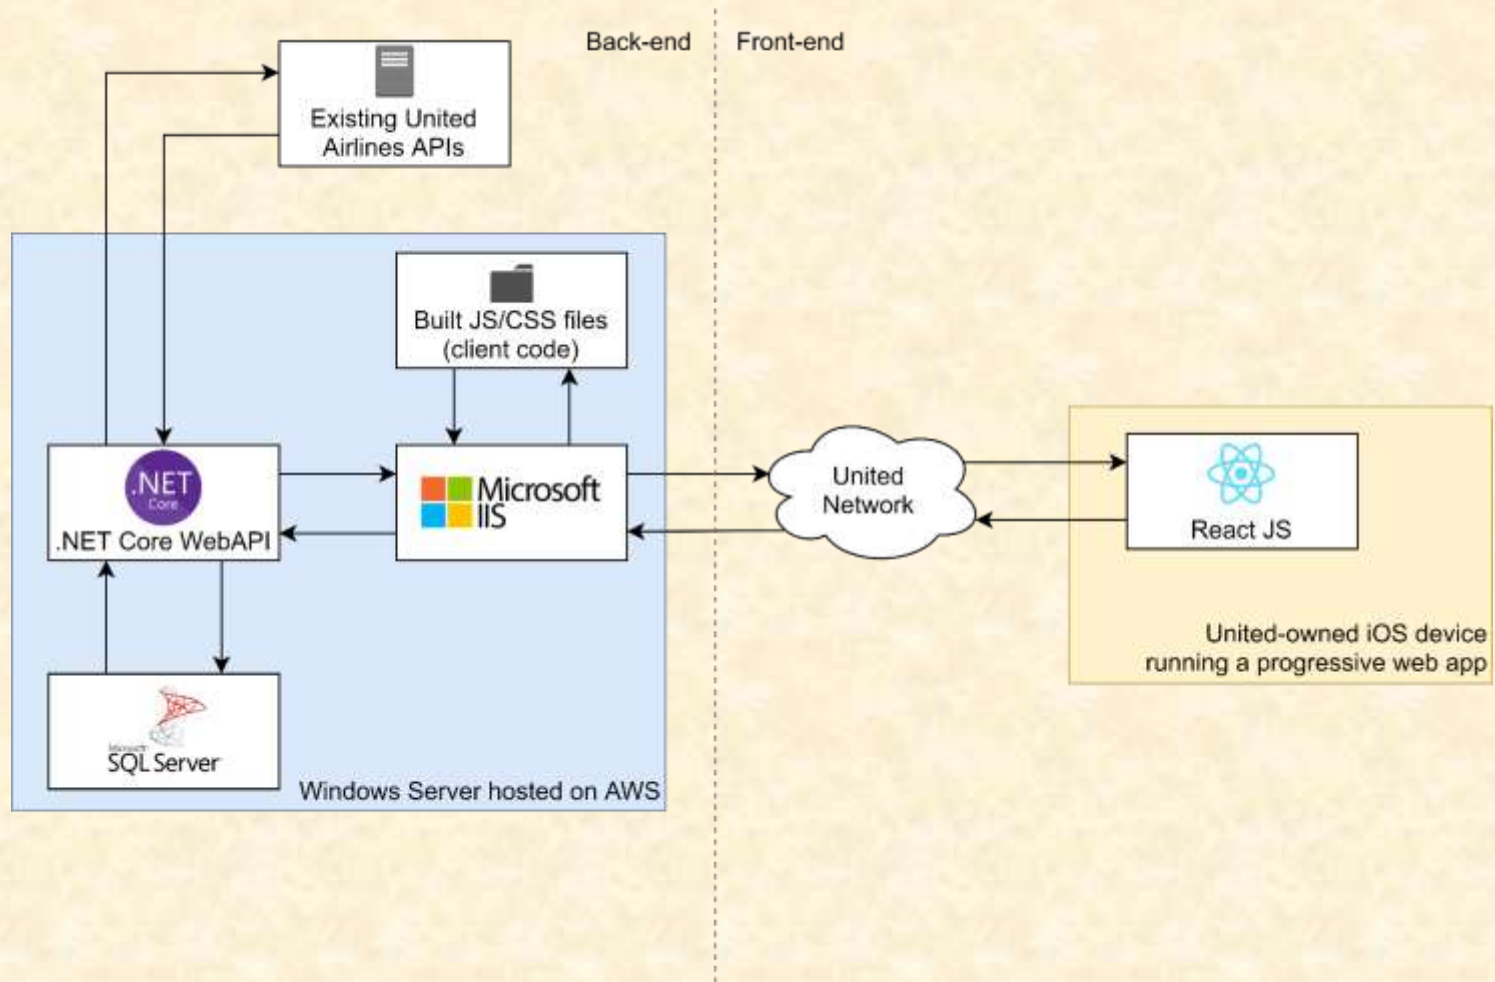 Back-end
Front-end
Existing United
Airlines APIs
Built JS/CSS files
(client code)
.NET
Core
.NET Core WebAPI
Microsoft
IIS
United
Network
React JS
United-owned iOS device
running a progressive web app
Microsoft
SQL Server
Windows Server hosted on AWS